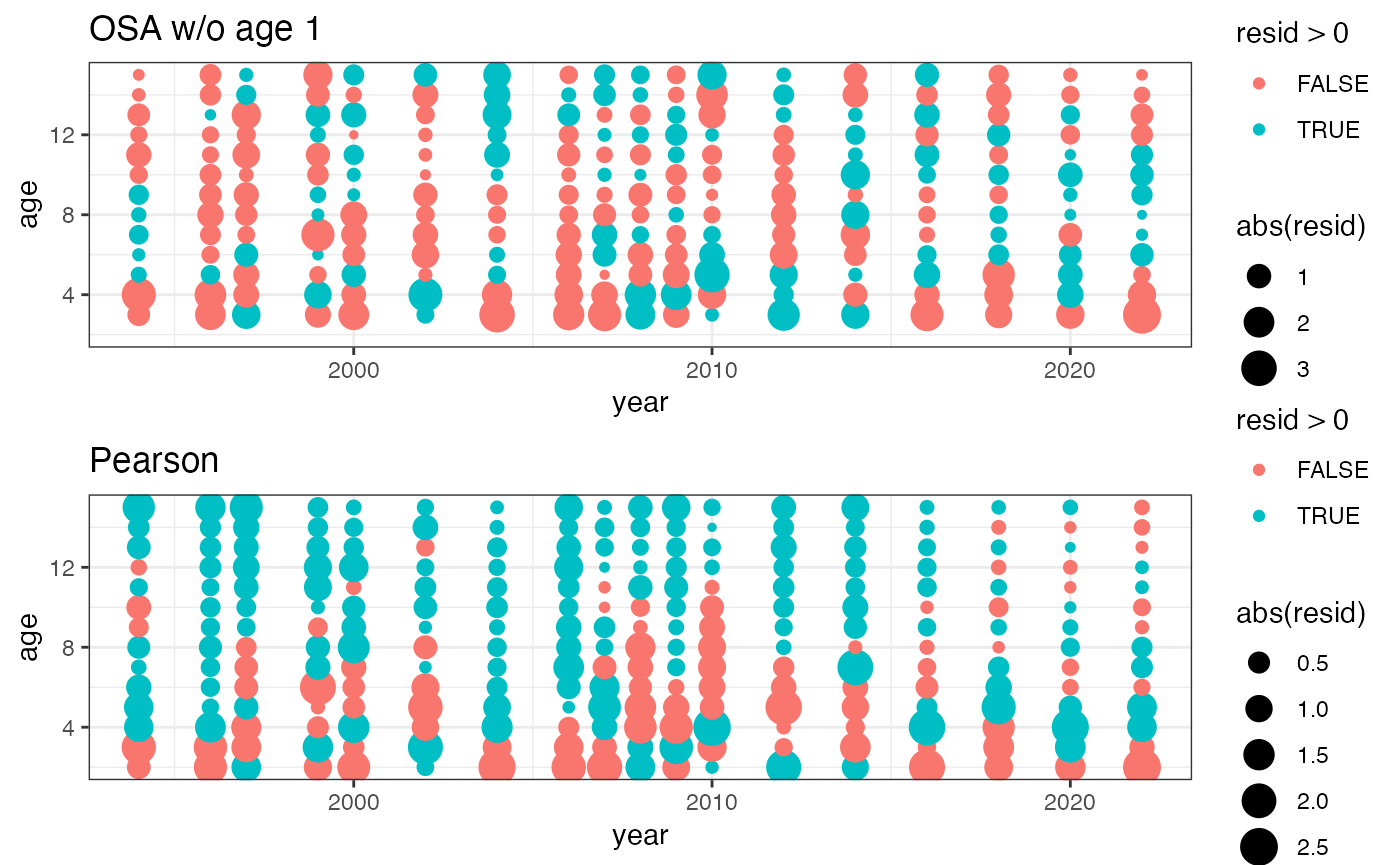 OSA w/o age 1
age
12
8
4
2000
2010
2020
year
resid > 0
FALSE
TRUE
abs(resid)
1
2
3
Pearson
age
12
8
4
2000
2010
2020
year
resid > 0
FALSE
TRUE
abs(resid)
0.5
1.0
1.5
2.0
2.5